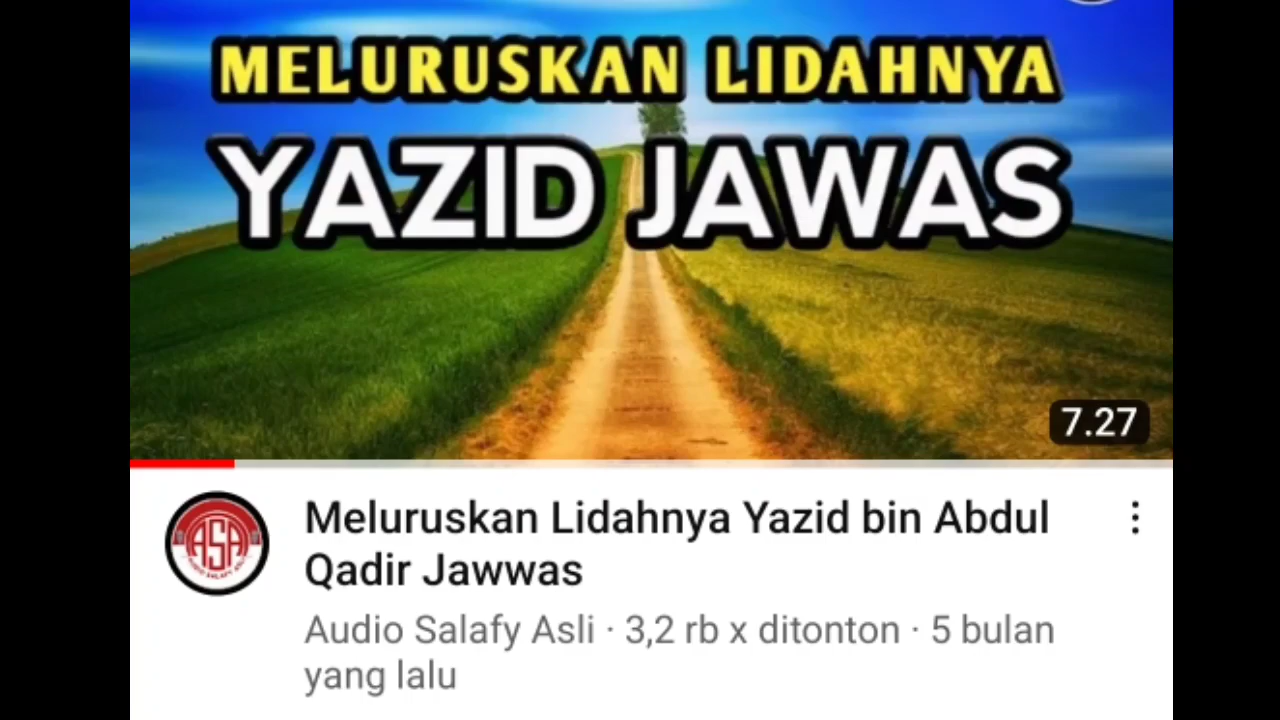 MELURUSKAN LIDAHNYA
YAZID JAWAS
7.27
ASA
Meluruskan Lidahnya Yazid bin Abdul
Qadir Jawwas
Audio Salafy Asli · 3,2 rb x ditonton · 5 bulan
yang lalu